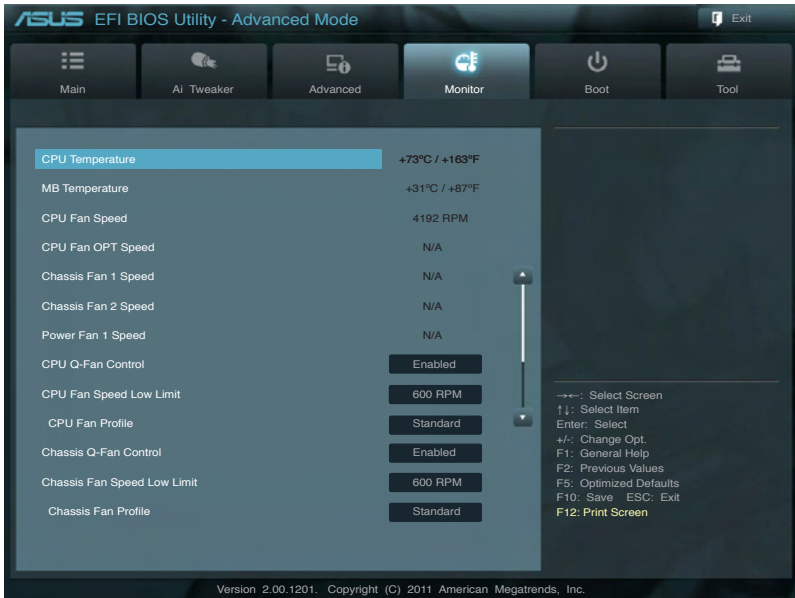 ASUS EFI BIOS Utility - Advanced Mode
Exit
Main
Ai Tweaker
Advanced
Monitor
Boot
Tool
CPU Temperature +73ºC / +163ºF
MB Temperature +31ºC / +87ºF
CPU Fan Speed 4192 RPM
CPU Fan OPT Speed N/A
Chassis Fan 1 Speed N/A
Chassis Fan 2 Speed N/A
Power Fan 1 Speed N/A
CPU Q-Fan Control Enabled
CPU Fan Speed Low Limit 600 RPM
CPU Fan Profile Standard
Chassis Q-Fan Control Enabled
Chassis Fan Speed Low Limit 600 RPM
Chassis Fan Profile Standard
→←: Select Screen
↑↓: Select Item
Enter: Select
+/-: Change Opt.
F1: General Help
F2: Previous Values
F5: Optimized Defaults
F10: Save ESC: Exit
F12: Print Screen
Version 2.00.1201. Copyright (C) 2011 American Megatrends, Inc.